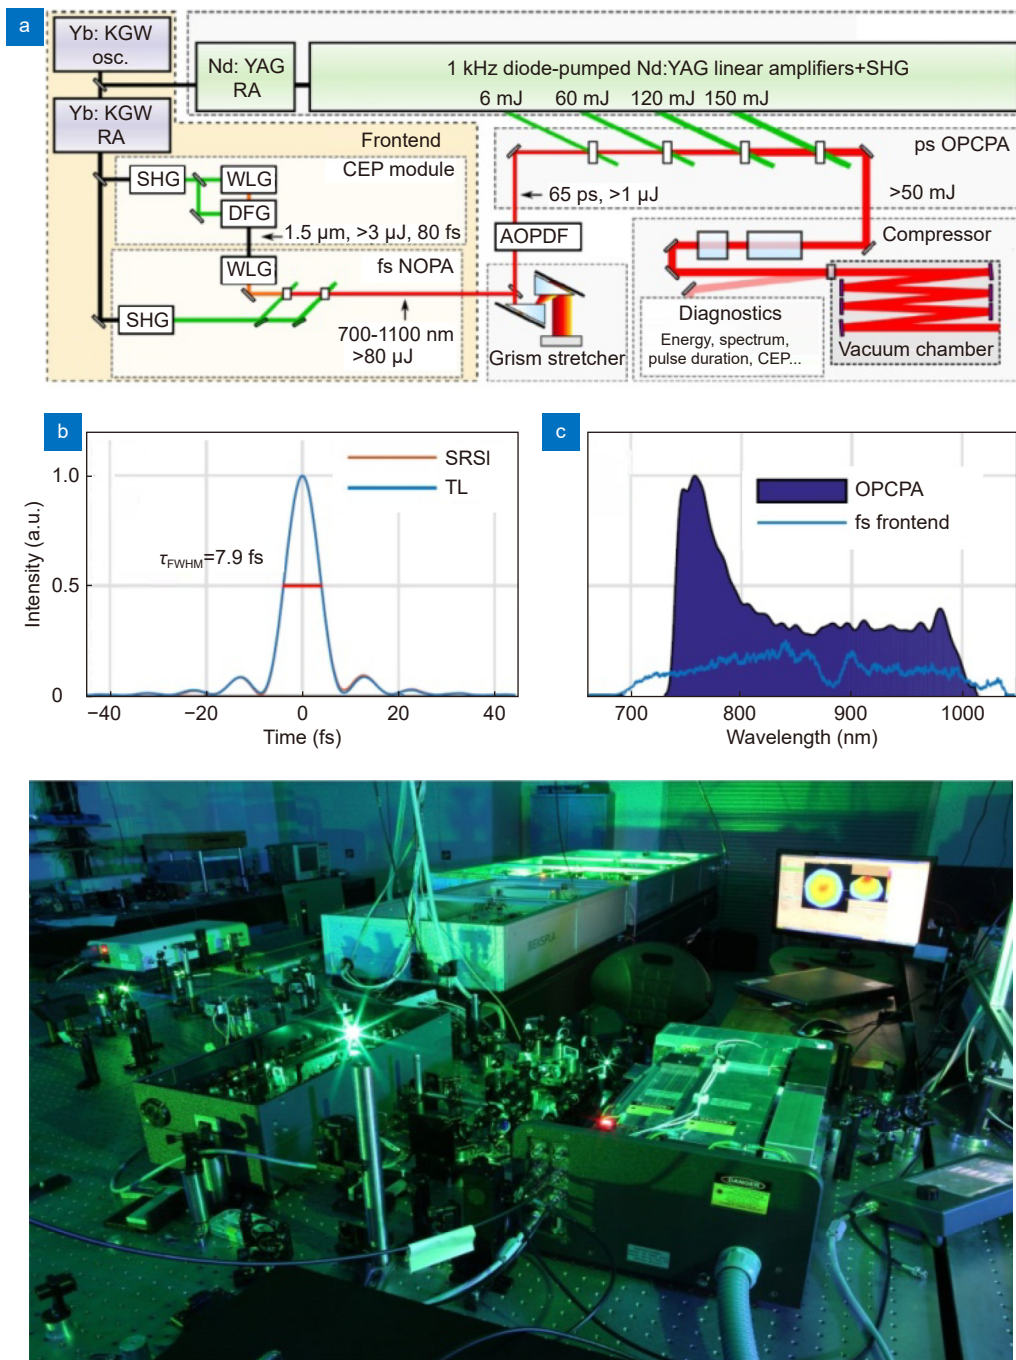 a
Yb: KGW
osc.
Nd: YAG
RA
1 kHz diode-pumped Nd:YAG linear amplifiers+SHG
6 mJ 60 mJ 120 mJ 150 mJ
Yb: KGW
RA
Frontend
CEP module
SHG WLG
DFG
1.5 μm, >3 μJ, 80 fs
WLG
fs NOPA
SHG
700-1100 nm
>80 μJ
ps OPCPA
65 ps, >1 μJ
>50 mJ
AOPDF
Grism stretcher
Compressor
Diagnostics
Energy, spectrum,
pulse duration, CEP...
Vacuum chamber
b
SRSI
TL
τFWHM=7.9 fs
Intensity (a.u.)
1.0
0.5
0
−40 −20 0 20 40
Time (fs)
c
OPCPA
fs frontend
700 800 900 1000
Wavelength (nm)
EKSPLA
DANGER